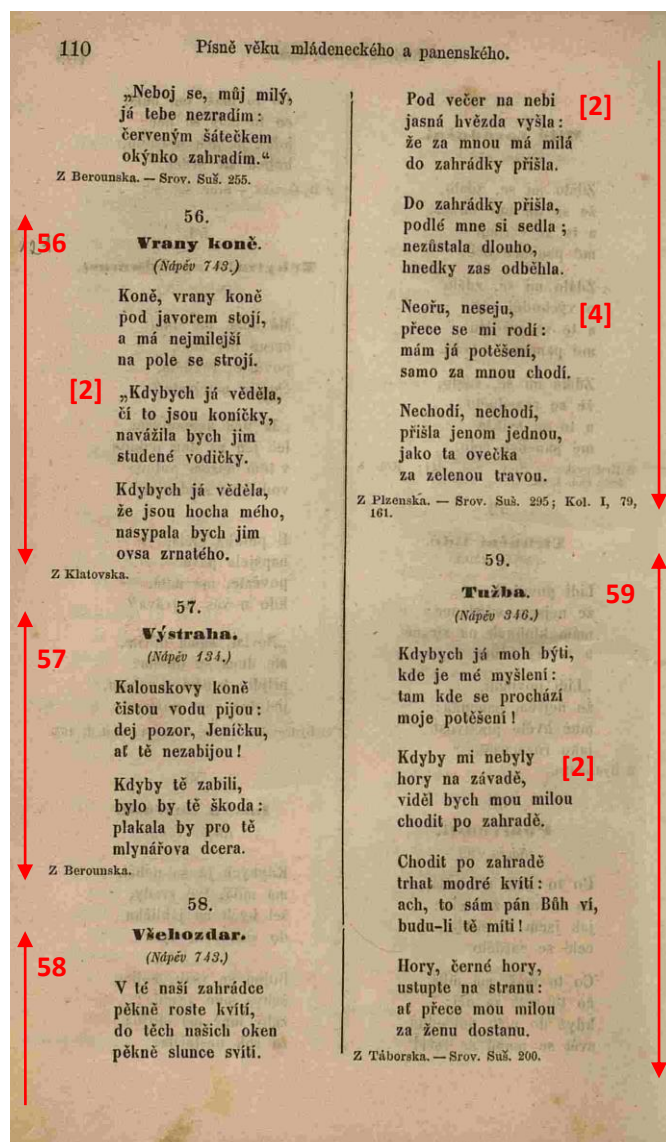 110 Písně věku mládeneckého a panenského.
„Neboj se, můj milý,
já tebe nezradím:
červeným šátečkem
okýnko zahradím.“
Z Berounska. — Srov. Suš. 255.
56
56.
Vrany koně.
(Nápěv 743.)
Koně, vrany koně
pod javorem stojí,
a má nejmilejší
na pole se strojí.
[2]
„Kdybych já věděla,
čí to jsou koníčky,
navážila bych jim
studené vodičky.
Kdybych já věděla,
že jsou hocha mého,
nasypala bych jim
ovsa zrnatého.
Z Klatovska.
57
57.
Výstraha.
(Nápěv 134.)
Kalouskovy koně
čistou vodu pijou:
dej pozor, Jeníčku,
ať tě nezabijou!
Kdyby tě zabili,
bylo by tě škoda:
plakala by pro tě
mlynářova dcera.
Z Berounska.
58
58.
Všehozdar.
(Nápěv 743.)
V té naší zahrádce
pěkně roste kvítí,
do těch našich oken
pěkně slunce svítí.
Pod večer na nebi
[2]
jasná hvězda vyšla:
že za mnou má milá
do zahrádky přišla.
Do zahrádky přišla,
podlé mne si sedla;
nezůstala dlouho,
hnedky zas odběhla.
Neořu, neseju,
[4]
přece se mi rodí:
mám já potěšení,
samo za mnou chodí.
Nechodí, nechodí,
přišla jenom jednou,
jako ta ovečka
za zelenou travou.
Z Plzenska. — Srov. Suš. 295; Kol. I, 79,
161.
59.
59
Tužba.
(Nápěv 346.)
Kdybych já moh býti,
kde je mé myšlení:
tam kde se prochází
moje potěšení!
Kdyby mi nebyly
[2]
hory na závadě,
viděl bych mou milou
chodit po zahradě.
Chodit po zahradě
trhat modré kvítí:
ach, to sám pán Bůh ví,
budu-li tě míti!
Hory, černé hory,
ustupte na stranu:
ať přece mou milou
za ženu dostanu.
Z Táborska. — Srov. Suš. 200.